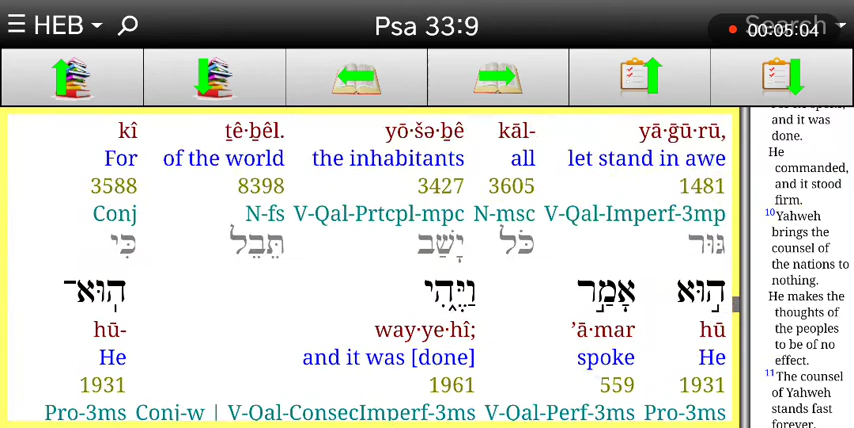 ☰ HEB
Psa 33:9
Search
00:05:04
kî ṯê·ḇêl. yō·šə·ḇê kāl- yā·ḡū·rū,
For of the world the inhabitants all let stand in awe
3588 8398 3427 3605 1481
Conj N-fs V-Qal-Prtcpl-mpc N-msc V-Qal-Imperf-3mp
גּוּר כֹּל יָשַׁב תֵּבֵל כִּי
ה֣וּא אָמַ֣ר וַיֶּ֑הִי הֽוּא־
hū- way·ye·hî; ’ā·mar hū
He and it was [done] spoke He
1931 1961 559 1931
Pro-3ms Conj-w | V-Qal-ConsecImperf-3ms V-Qal-Perf-3ms Pro-3ms
and it was
done.
He
commanded,
and it stood
firm.
10Yahweh
brings the
counsel of
the nations to
nothing.
He makes the
thoughts of
the peoples
to be of no
effect.
11The counsel
of Yahweh
stands fast
forever,